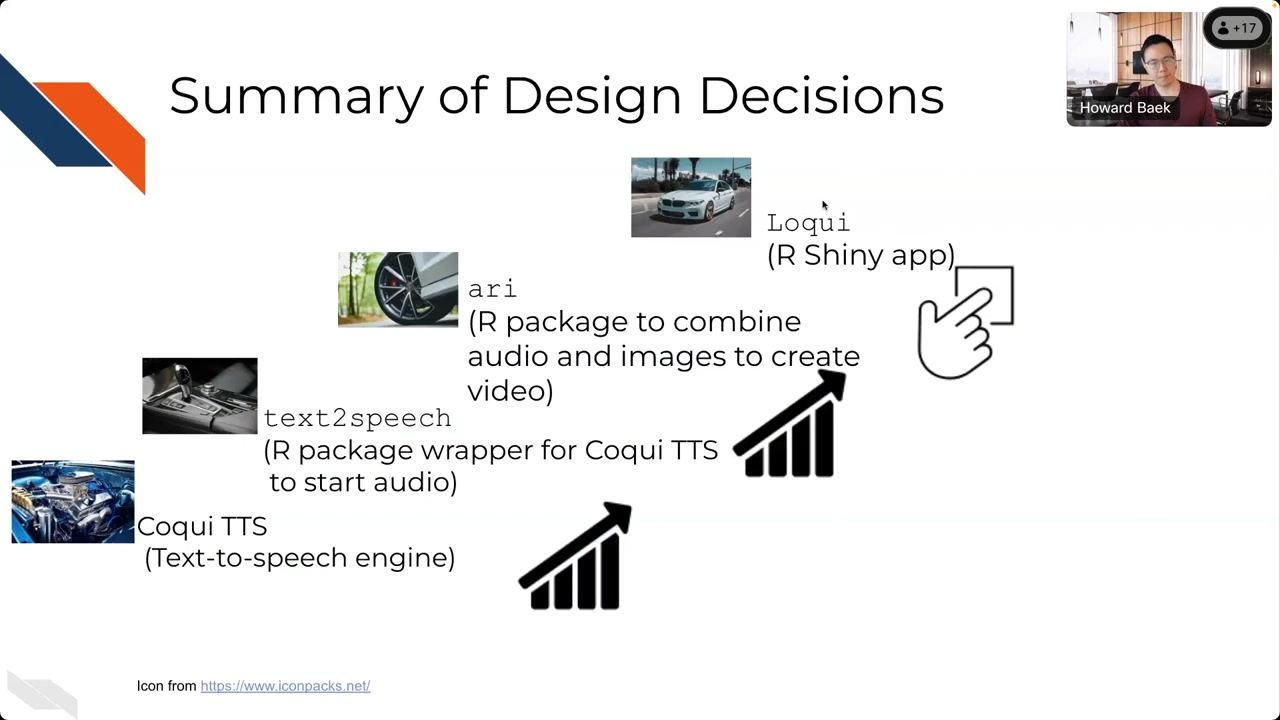 Summary of Design Decisions
+17
Howard Baek
Loqui
(R Shiny app)
ari
(R package to combine
audio and images to create
video)
text2speech
(R package wrapper for Coqui TTS
to start audio)
Coqui TTS
(Text-to-speech engine)
Icon from https://www.iconpacks.net/